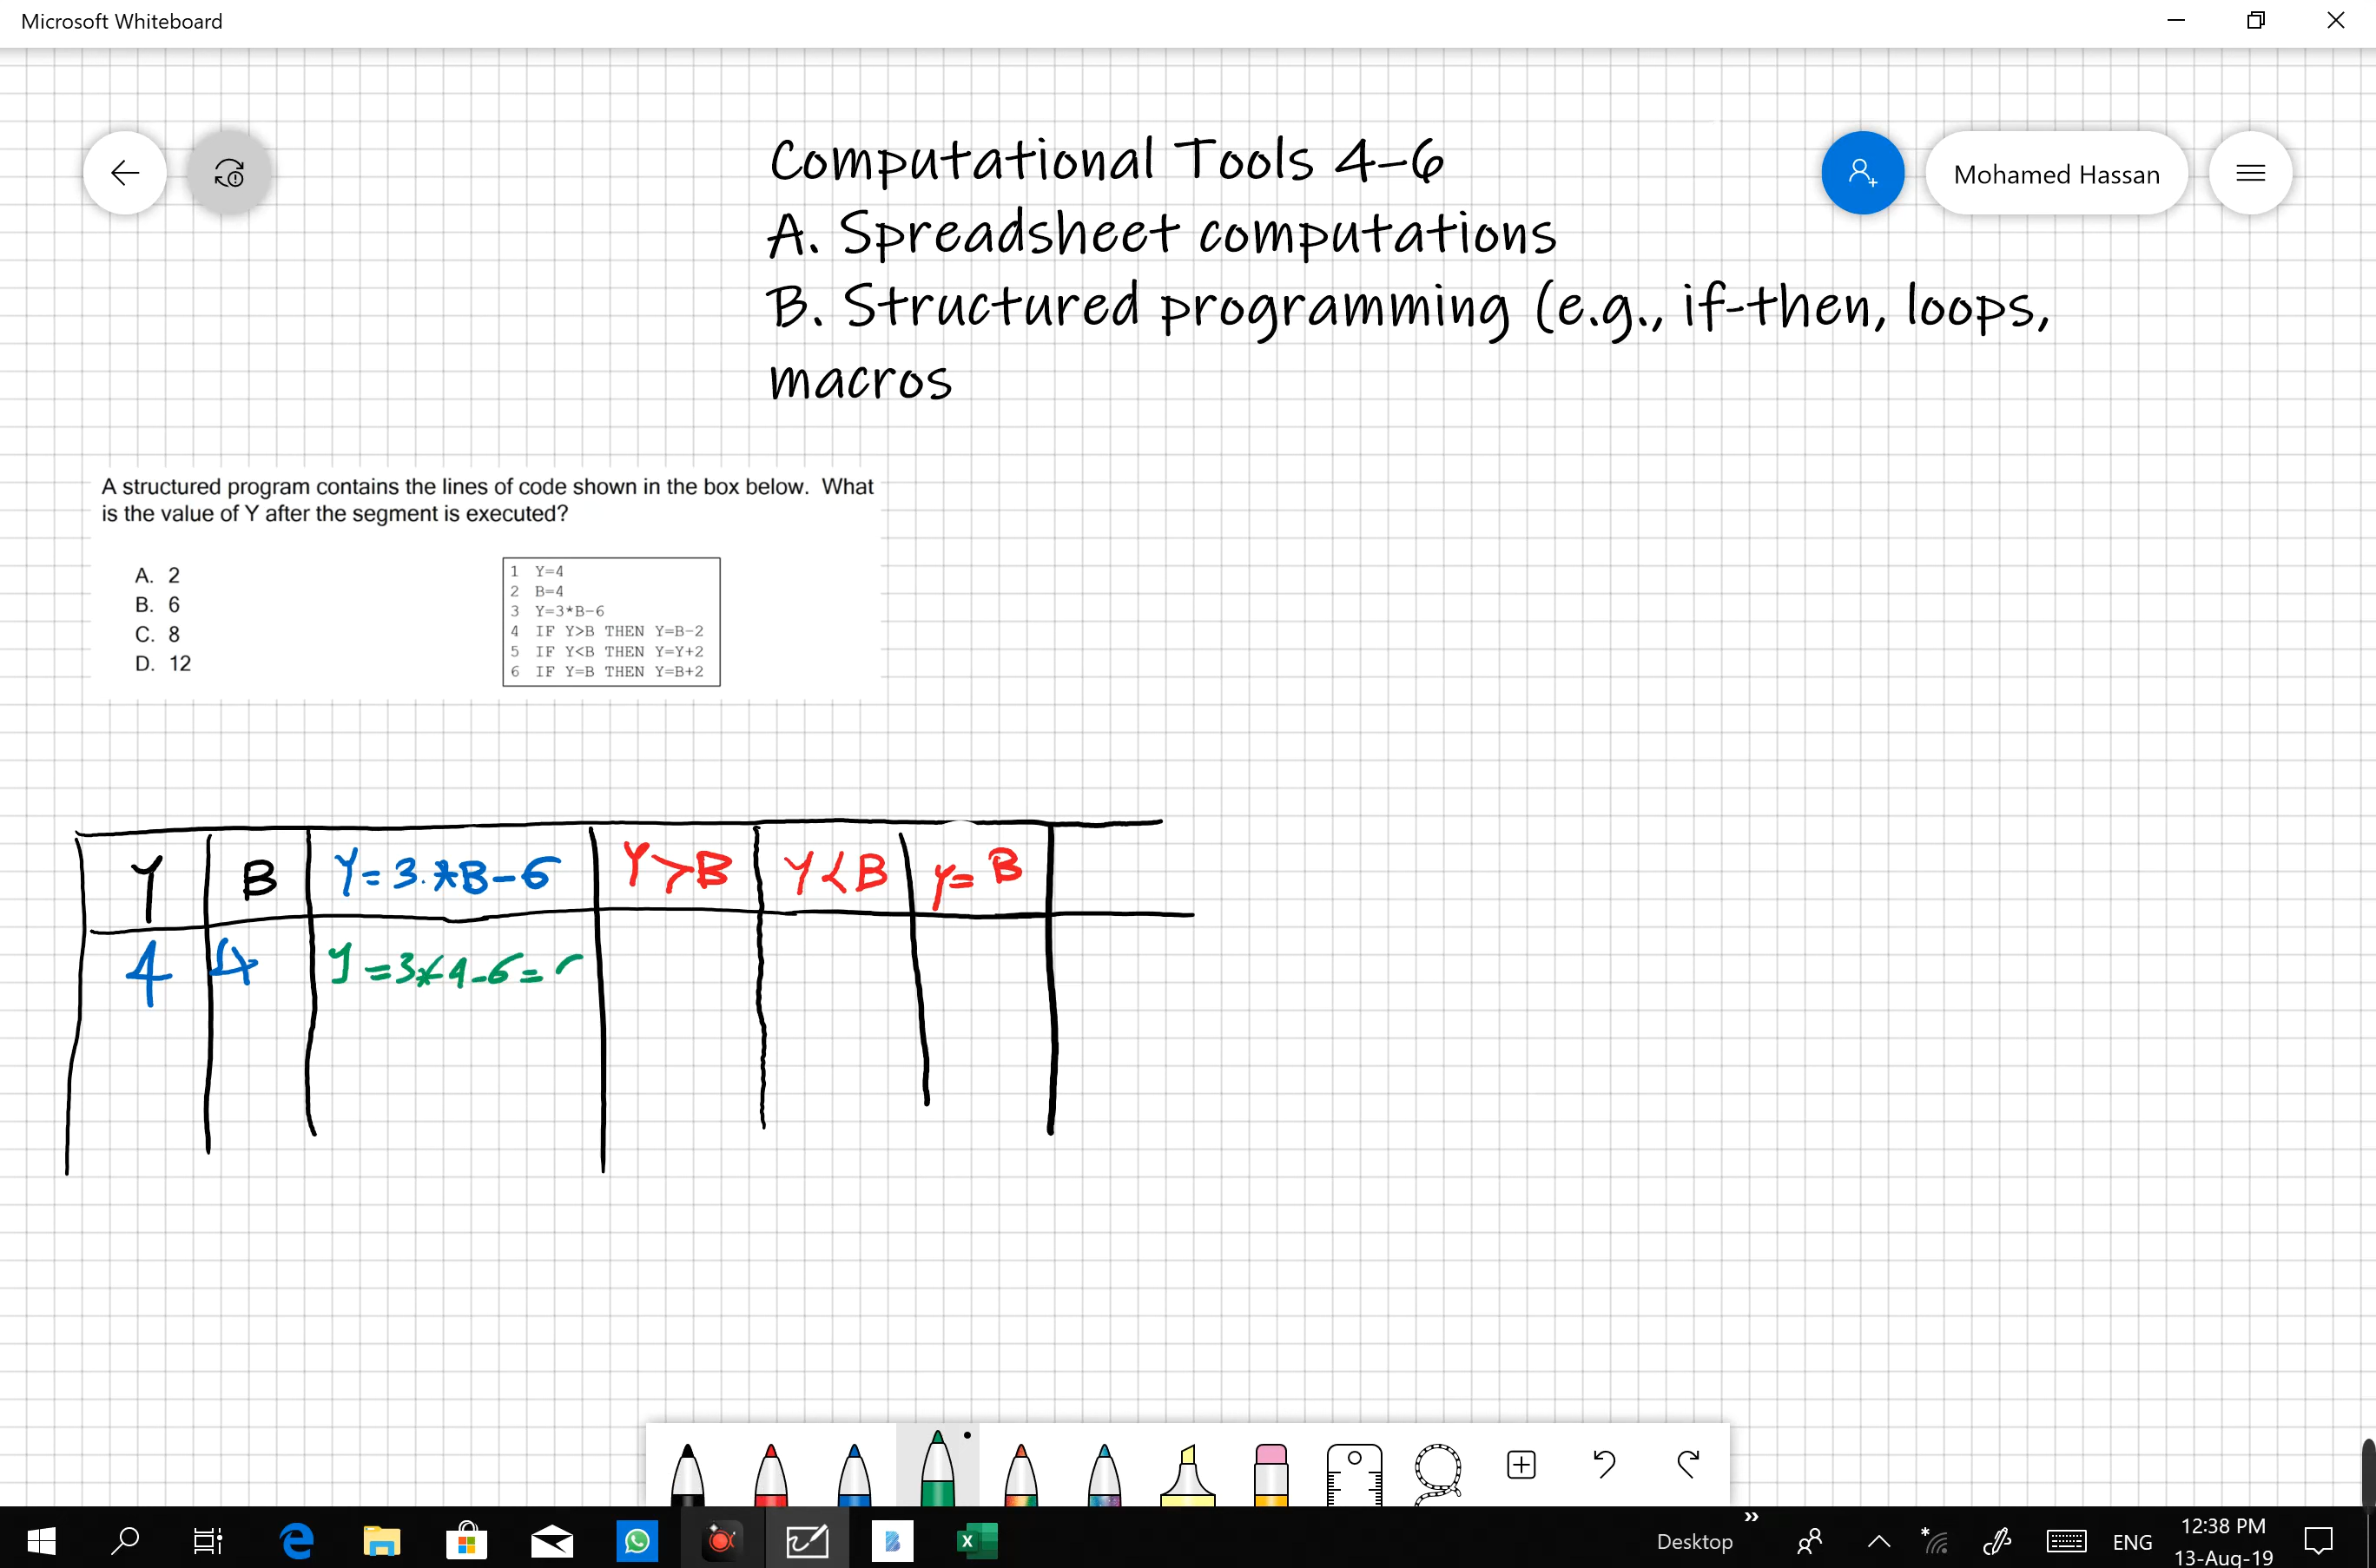 Microsoft Whiteboard
Computational Tools 4-6
Mohamed Hassan
A. Spreadsheet computations
B. Structured programming (e.g., if-then, loops,
macros
A structured program contains the lines of code shown in the box below. What
is the value of Y after the segment is executed?
A. 2
B. 6
C. 8
D. 12
1 Y=4
2 B=4
3 Y=3*B-6
4 IF Y>B THEN Y=B-2
5 IF Y<B THEN Y=Y+2
6 IF Y=B THEN Y=B+2
Y B Y=3.*B-6 Y>B Y<B y=B
4 4 y=3*4-6=
Desktop
ENG
12:38 PM
13-Aug-19